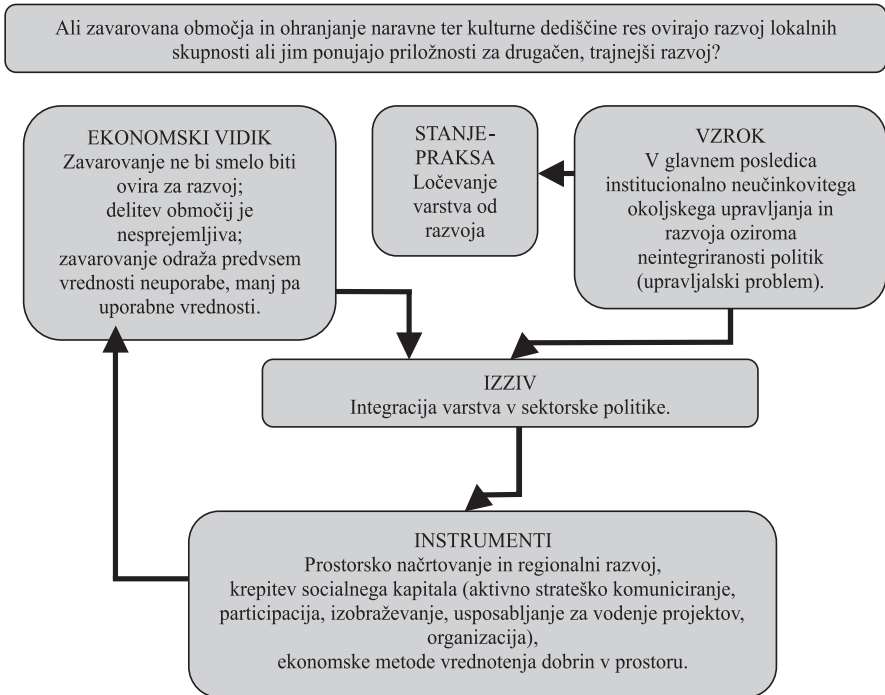 Ali zavarovana območja in ohranjanje naravne ter kulturne dediščine res ovirajo razvoj lokalnih
skupnosti ali jim ponujajo priložnosti za drugačen, trajnejši razvoj?
EKONOMSKI VIDIK
Zavarovanje ne bi smelo biti
ovira za razvoj;
delitev območij je
nesprejemljiva;
zavarovanje odraža predvsem
vrednosti neuporabe, manj pa
uporabne vrednosti.
STANJE-
PRAKSA
Ločevanje
varstva od
razvoja
VZROK
V glavnem posledica
institucionalno neučinkovitega
okoljskega upravljanja in
razvoja oziroma
neintegriranosti politik
(upravljalski problem).
IZZIV
Integracija varstva v sektorske politike.
INSTRUMENTI
Prostorsko načrtovanje in regionalni razvoj,
krepitev socialnega kapitala (aktivno strateško komuniciranje,
participacija, izobraževanje, usposabljanje za vodenje projektov,
organizacija),
ekonomske metode vrednotenja dobrin v prostoru.